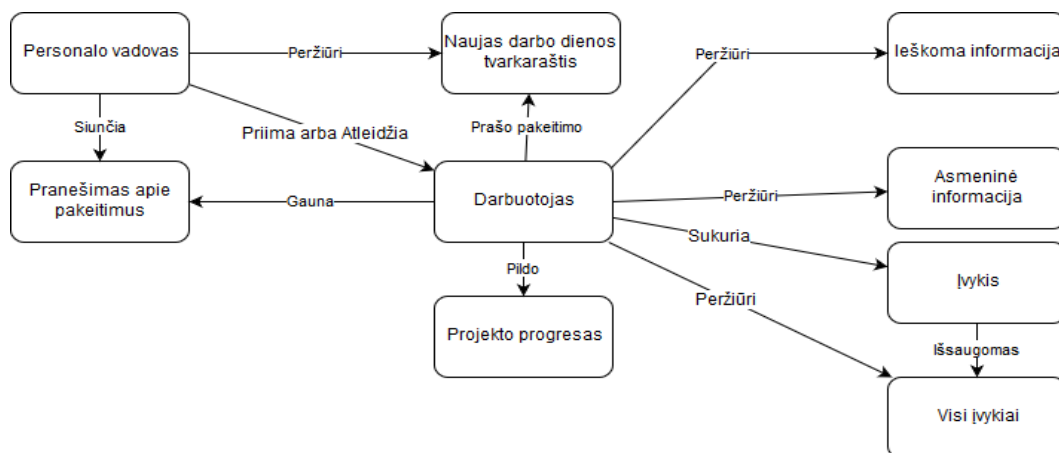 Personalo vadovas
Peržiūri
Naujas darbo dienos
tvarkaraštis
Peržiūri
Ieškoma informacija
Siunčia
Priima arba Atleidžia
Prašo pakeitimo
Pranešimas apie
pakeitimus
Gauna
Darbuotojas
Peržiūri
Asmeninė
informacija
Sukuria
Įvykis
Pildo
Peržiūri
Projekto progresas
Išsaugomas
Visi įvykiai